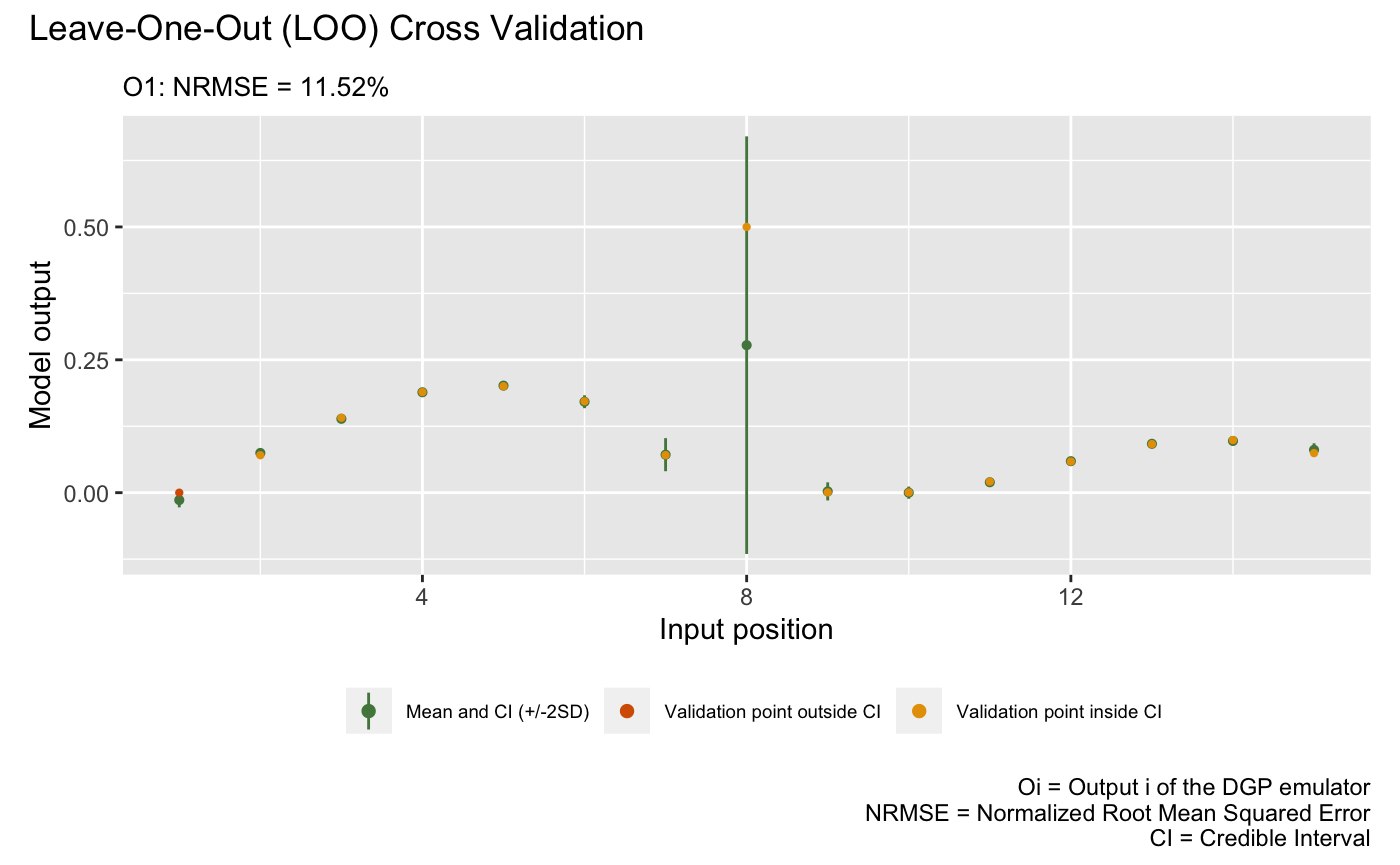 Leave-One-Out (LOO) Cross Validation
O1: NRMSE = 11.52%
Model output
0.50
0.25
0.00
4 8 12
Input position
Mean and CI (+/-2SD) Validation point outside CI Validation point inside CI
Oi = Output i of the DGP emulator
NRMSE = Normalized Root Mean Squared Error
CI = Credible Interval